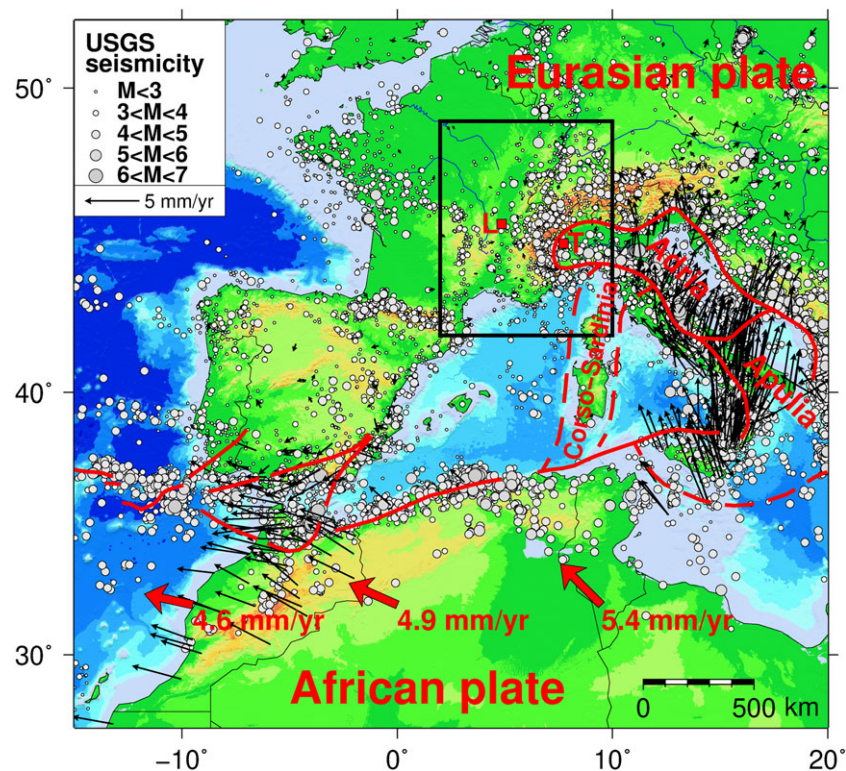 USGS
seismicity
M<3
3<M<4
4<M<5
5<M<6
6<M<7
5 mm/yr
Eurasian plate
50°
L
T
Adria
Corso-Sardinia
Apulia
40°
4.6 mm/yr
4.9 mm/yr
5.4 mm/yr
30°
African plate
0 500 km
−10°
0°
10°
20°